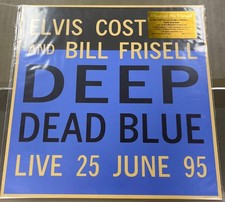 ELVIS COST
AND BILL FRISELL
DEEP
DEAD BLUE
LIVE 25 JUNE 95